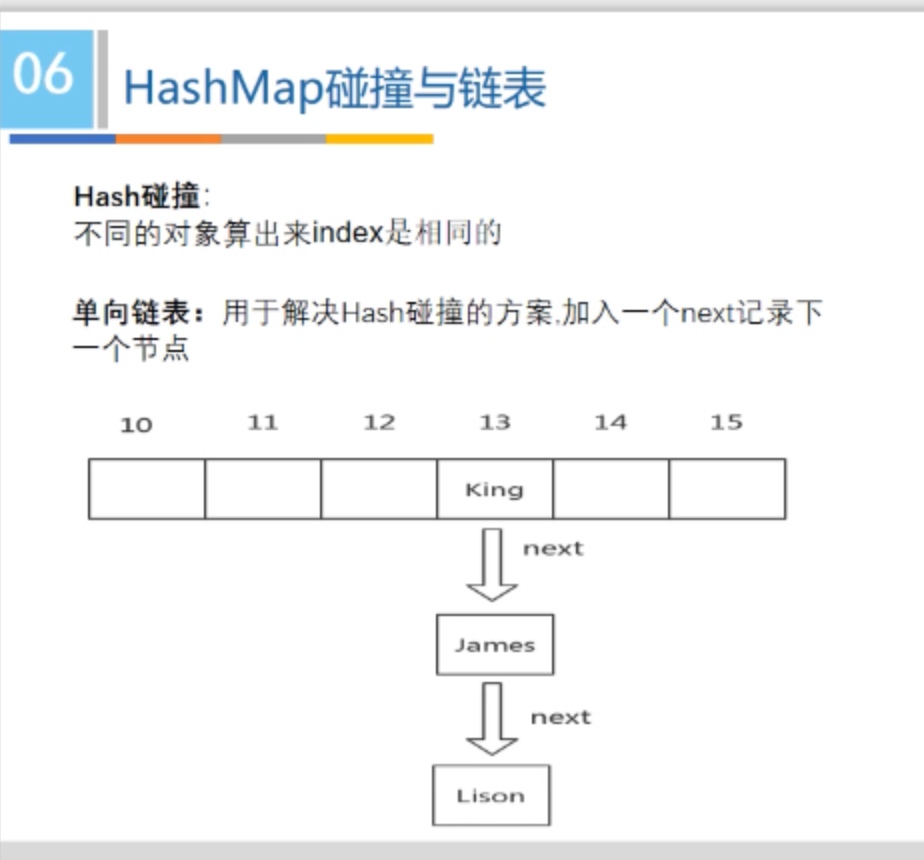 06
HashMap碰撞与链表
Hash碰撞:
不同的对象算出来index是相同的
单向链表：用于解决Hash碰撞的方案,加入一个next记录下
一个节点
10 11 12 13 14 15
King
next
James
next
Lison